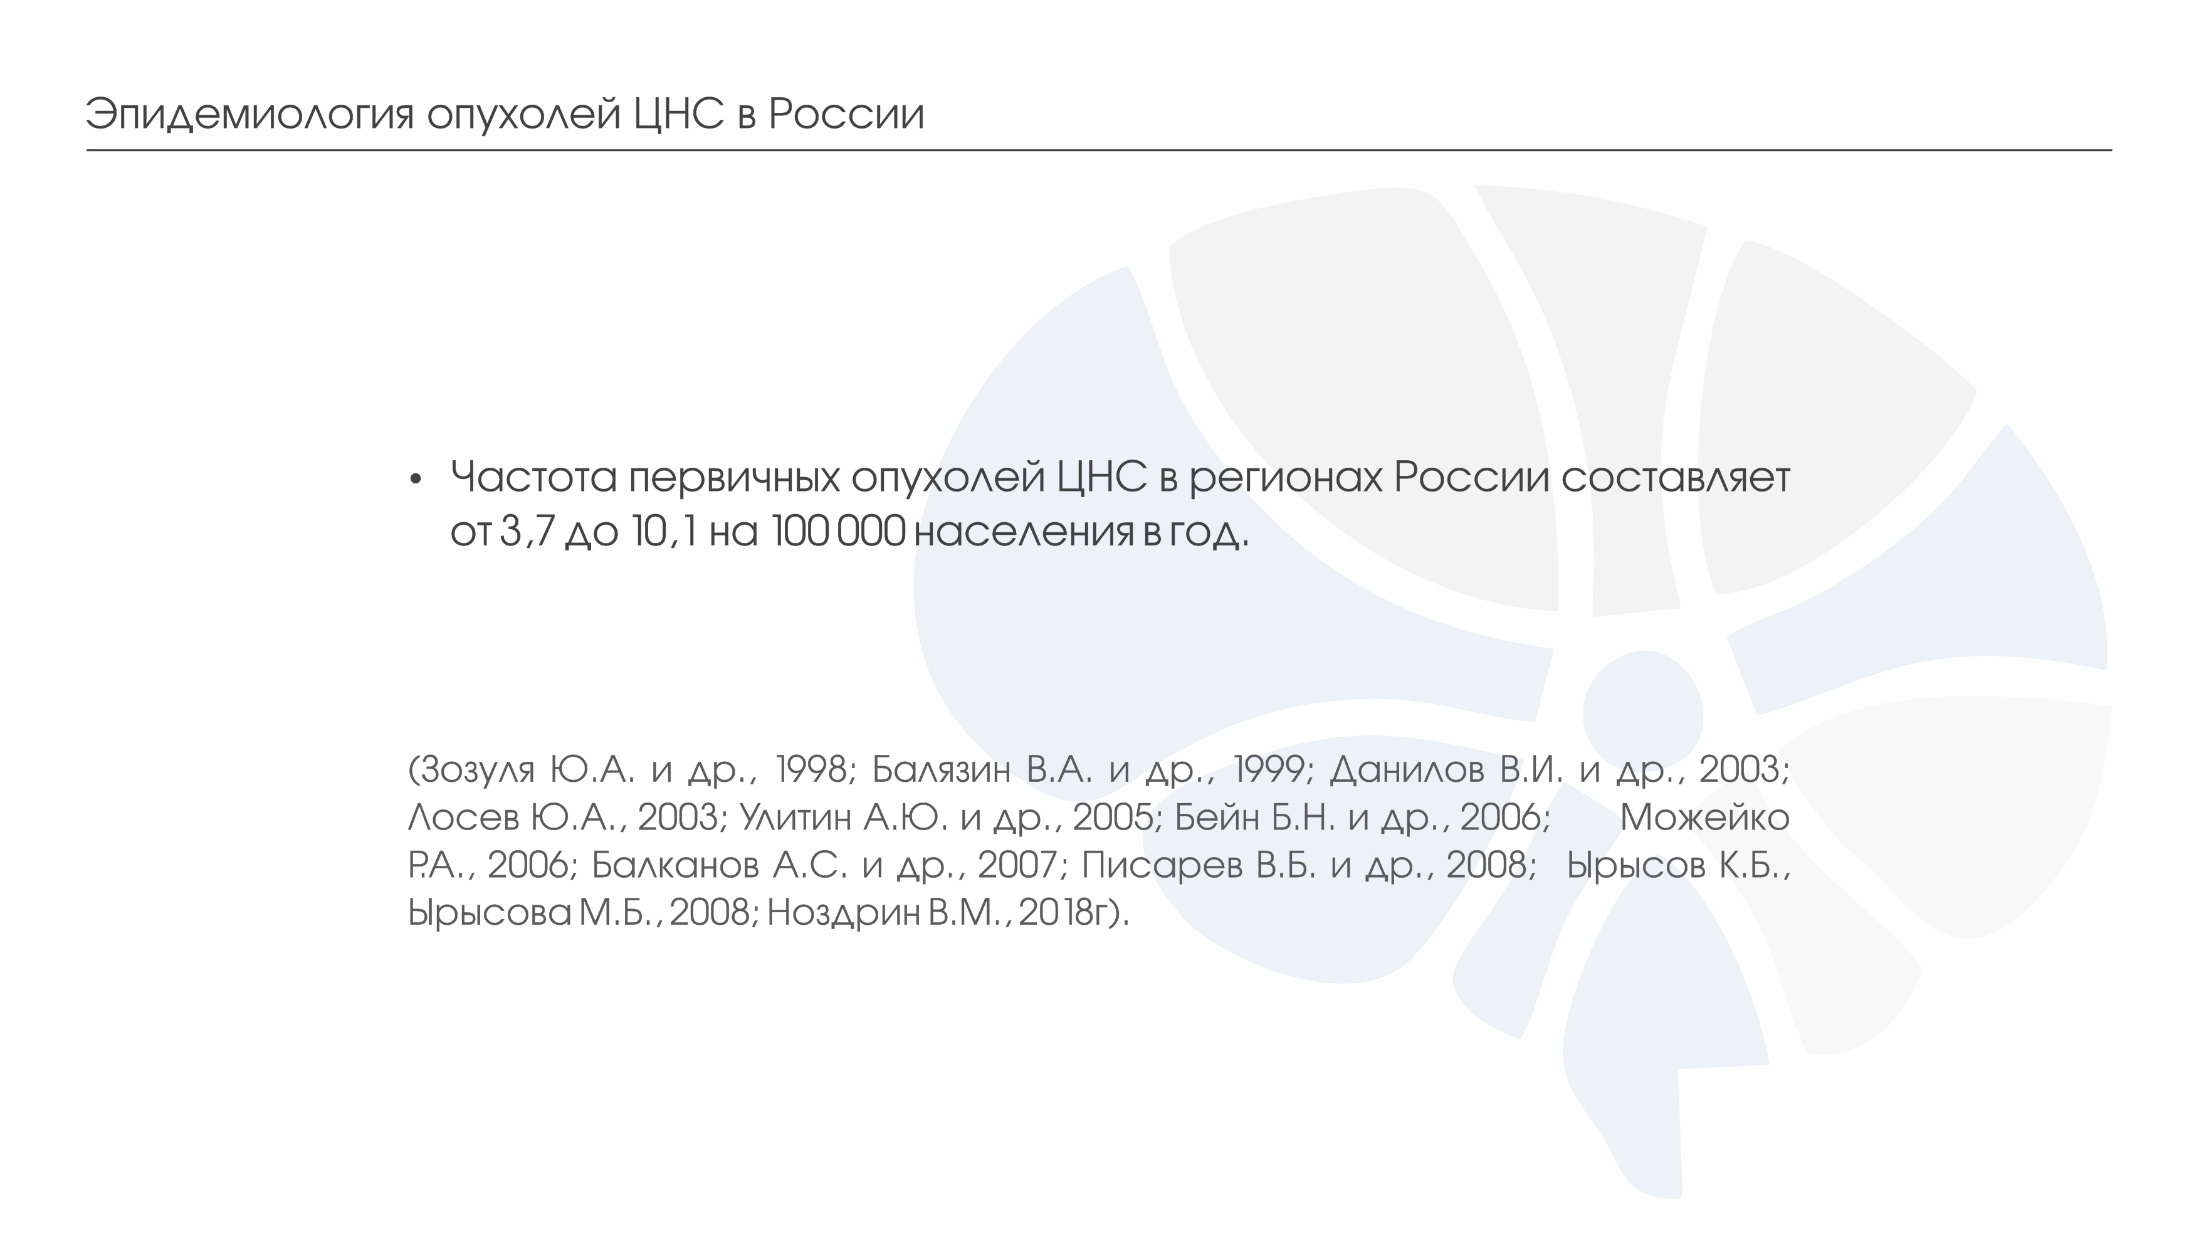 Эпидемиология опухолей ЦНС в России
• Частота первичных опухолей ЦНС в регионах России составляет
от 3,7 до 10,1 на 100 000 населения в год.
(Зозуля Ю.А. и др., 1998; Балязин В.А. и др., 1999; Данилов В.И. и др., 2003;
Лосев Ю.А., 2003; Улитин А.Ю. и др., 2005; Бейн Б.Н. и др., 2006; Можейко
Р.А., 2006; Балканов А.С. и др., 2007; Писарев В.Б. и др., 2008; Ырысов К.Б.,
Ырысова М.Б., 2008; Ноздрин В.М., 2018г).